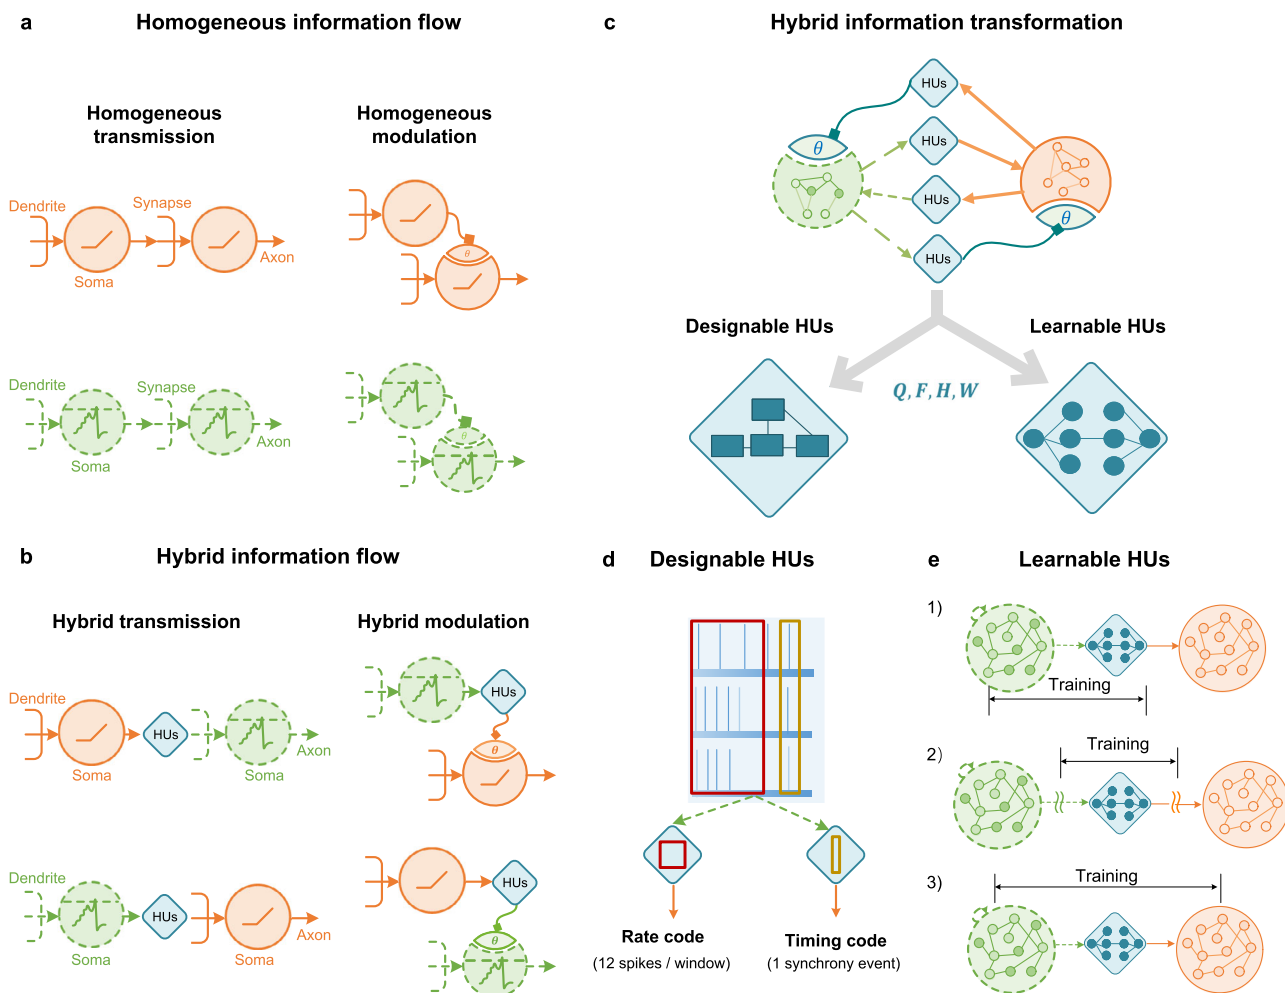 a
Homogeneous information flow
Homogeneous
transmission
Homogeneous
modulation
Dendrite
Synapse
Soma
Axon
θ
Dendrite
Synapse
Soma
Axon
θ
b
Hybrid information flow
Hybrid transmission
Hybrid modulation
Dendrite
Soma
HUs
Soma
Axon
HUs
θ
Dendrite
Soma
HUs
Soma
Axon
HUs
θ
c
Hybrid information transformation
HUs
θ
HUs
HUs
θ
HUs
Designable HUs
Learnable HUs
Q, F, H, W
d
Designable HUs
Rate code
(12 spikes / window)
Timing code
(1 synchrony event)
e
Learnable HUs
1)
Training
2)
Training
3)
Training